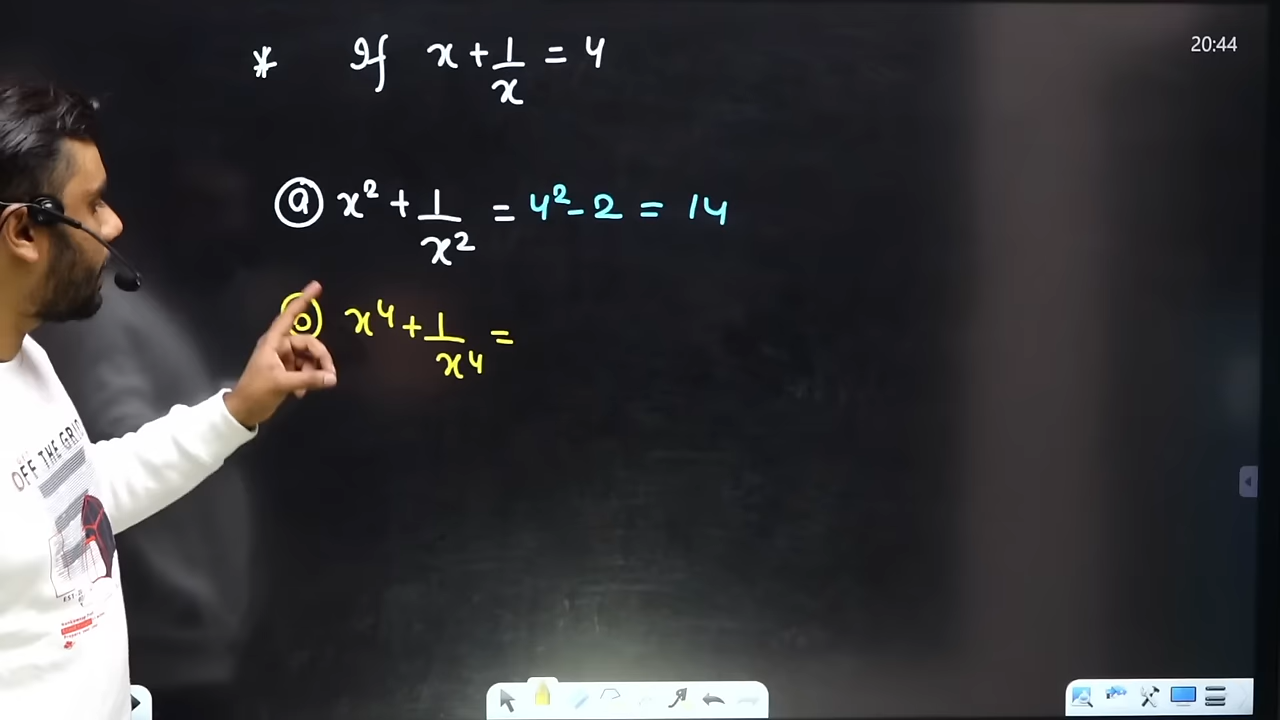 20:44
* If x + 1/x = 4
(a) x² + 1/x² = 4² - 2 = 14
(b) x⁴ + 1/x⁴ =
OFF THE GRID